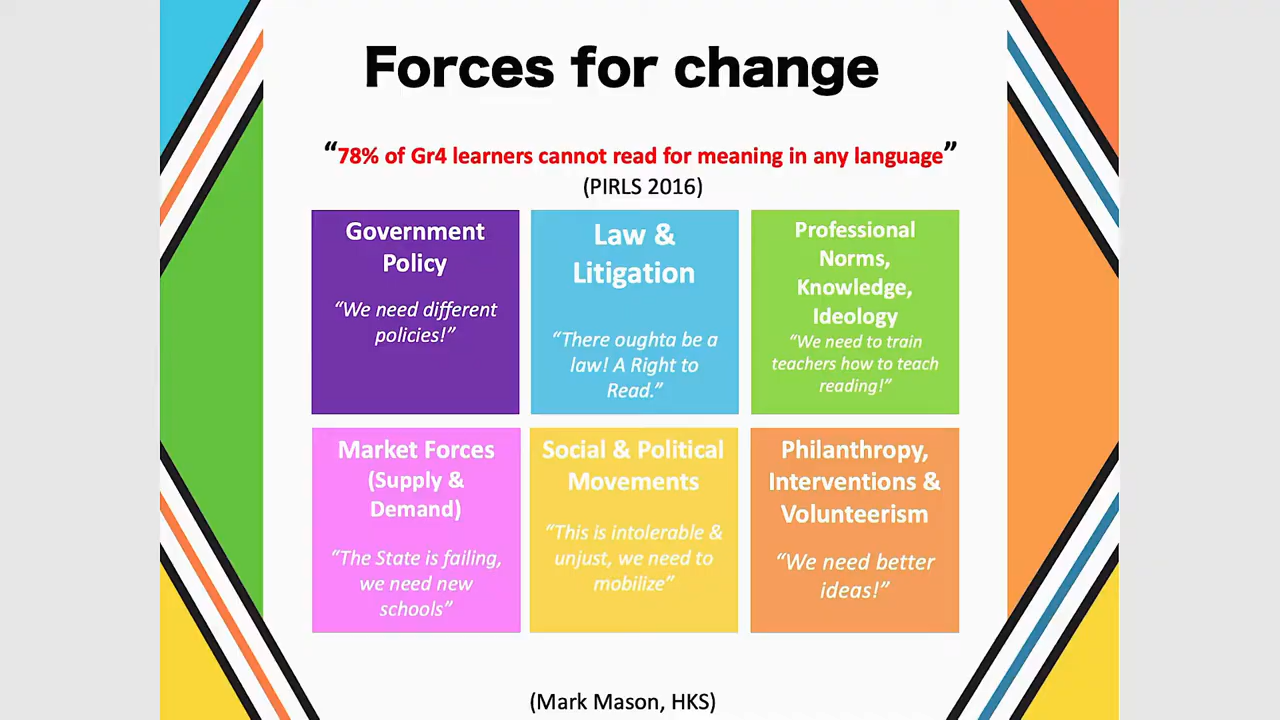 Forces for change
“78% of Gr4 learners cannot read for meaning in any language”
(PIRLS 2016)
Government
Policy
“We need different
policies!”
Law &
Litigation
“There oughta be a
law! A Right to
Read.”
Professional
Norms,
Knowledge,
Ideology
“We need to train
teachers how to teach
reading!”
Market Forces
(Supply &
Demand)
“The State is failing,
we need new
schools”
Social & Political
Movements
“This is intolerable &
unjust, we need to
mobilize”
Philanthropy,
Interventions &
Volunteerism
“We need better
ideas!”
(Mark Mason, HKS)